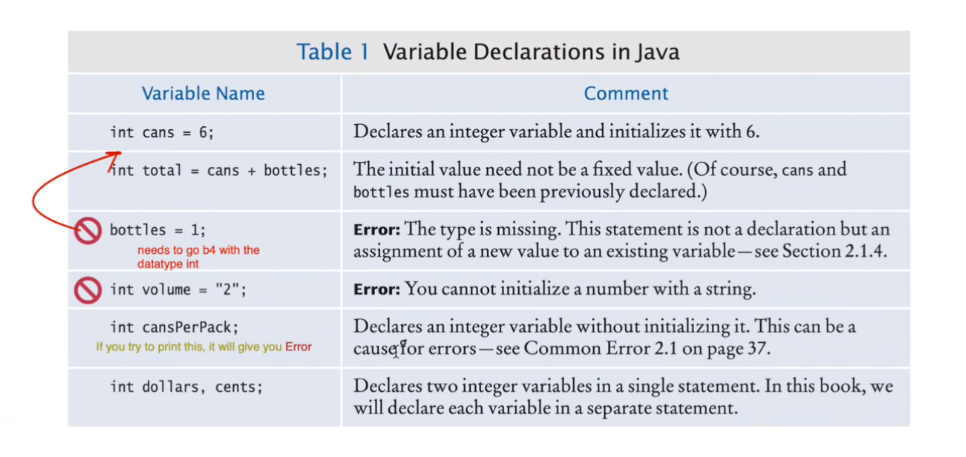 Table 1 Variable Declarations in Java
Variable Name Comment
int cans = 6; Declares an integer variable and initializes it with 6.
int total = cans + bottles; The initial value need not be a fixed value. (Of course, cans and
bottles must have been previously declared.)
bottles = 1; Error: The type is missing. This statement is not a declaration but an
needs to go b4 with the assignment of a new value to an existing variable—see Section 2.1.4.
datatype int
int volume = "2"; Error: You cannot initialize a number with a string.
int cansPerPack; Declares an integer variable without initializing it. This can be a
If you try to print this, it will give you Error cause for errors—see Common Error 2.1 on page 37.
int dollars, cents; Declares two integer variables in a single statement. In this book, we
will declare each variable in a separate statement.